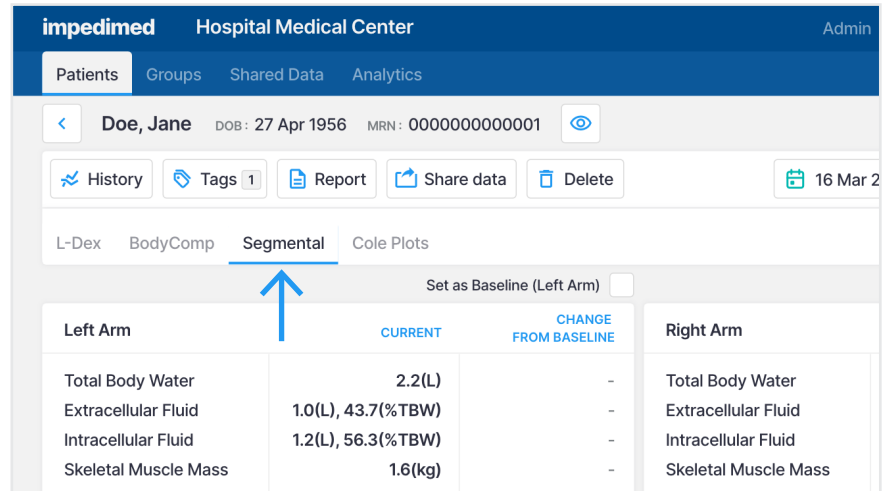 impedimed Hospital Medical Center Admin
Patients Groups Shared Data Analytics
Doe, Jane DOB: 27 Apr 1956 MRN: 0000000000001
History Tags 1 Report Share data Delete 16 Mar 2
L-Dex BodyComp Segmental Cole Plots
Set as Baseline (Left Arm)
Left Arm CURRENT CHANGE FROM BASELINE Right Arm
Total Body Water 2.2(L) - Total Body Water
Extracellular Fluid 1.0(L), 43.7(%TBW) - Extracellular Fluid
Intracellular Fluid 1.2(L), 56.3(%TBW) - Intracellular Fluid
Skeletal Muscle Mass 1.6(kg) - Skeletal Muscle Mass